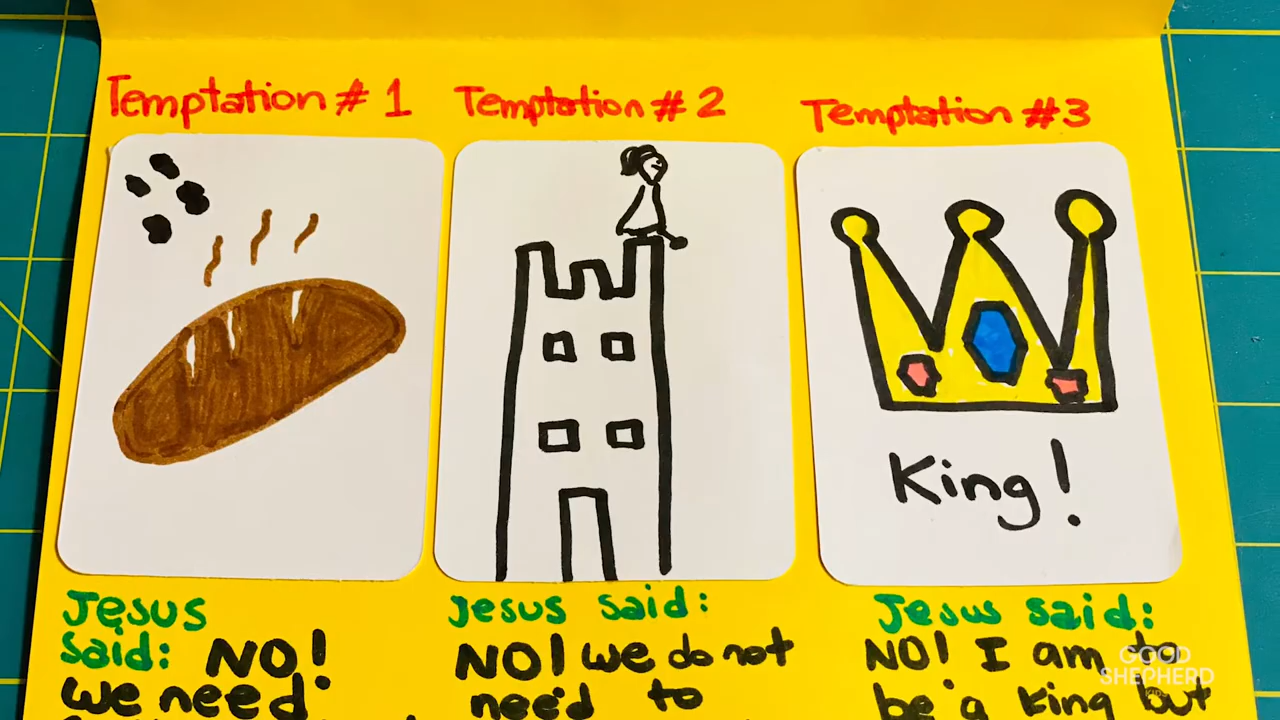 Temptation # 1
Temptation # 2
Temptation #3
King!
Jesus
said: NO!
we need
Jesus said:
NO! we do not
need to
Jesus said:
NO! I am to
be a king but
GOOD
SHEPHERD
KIDS